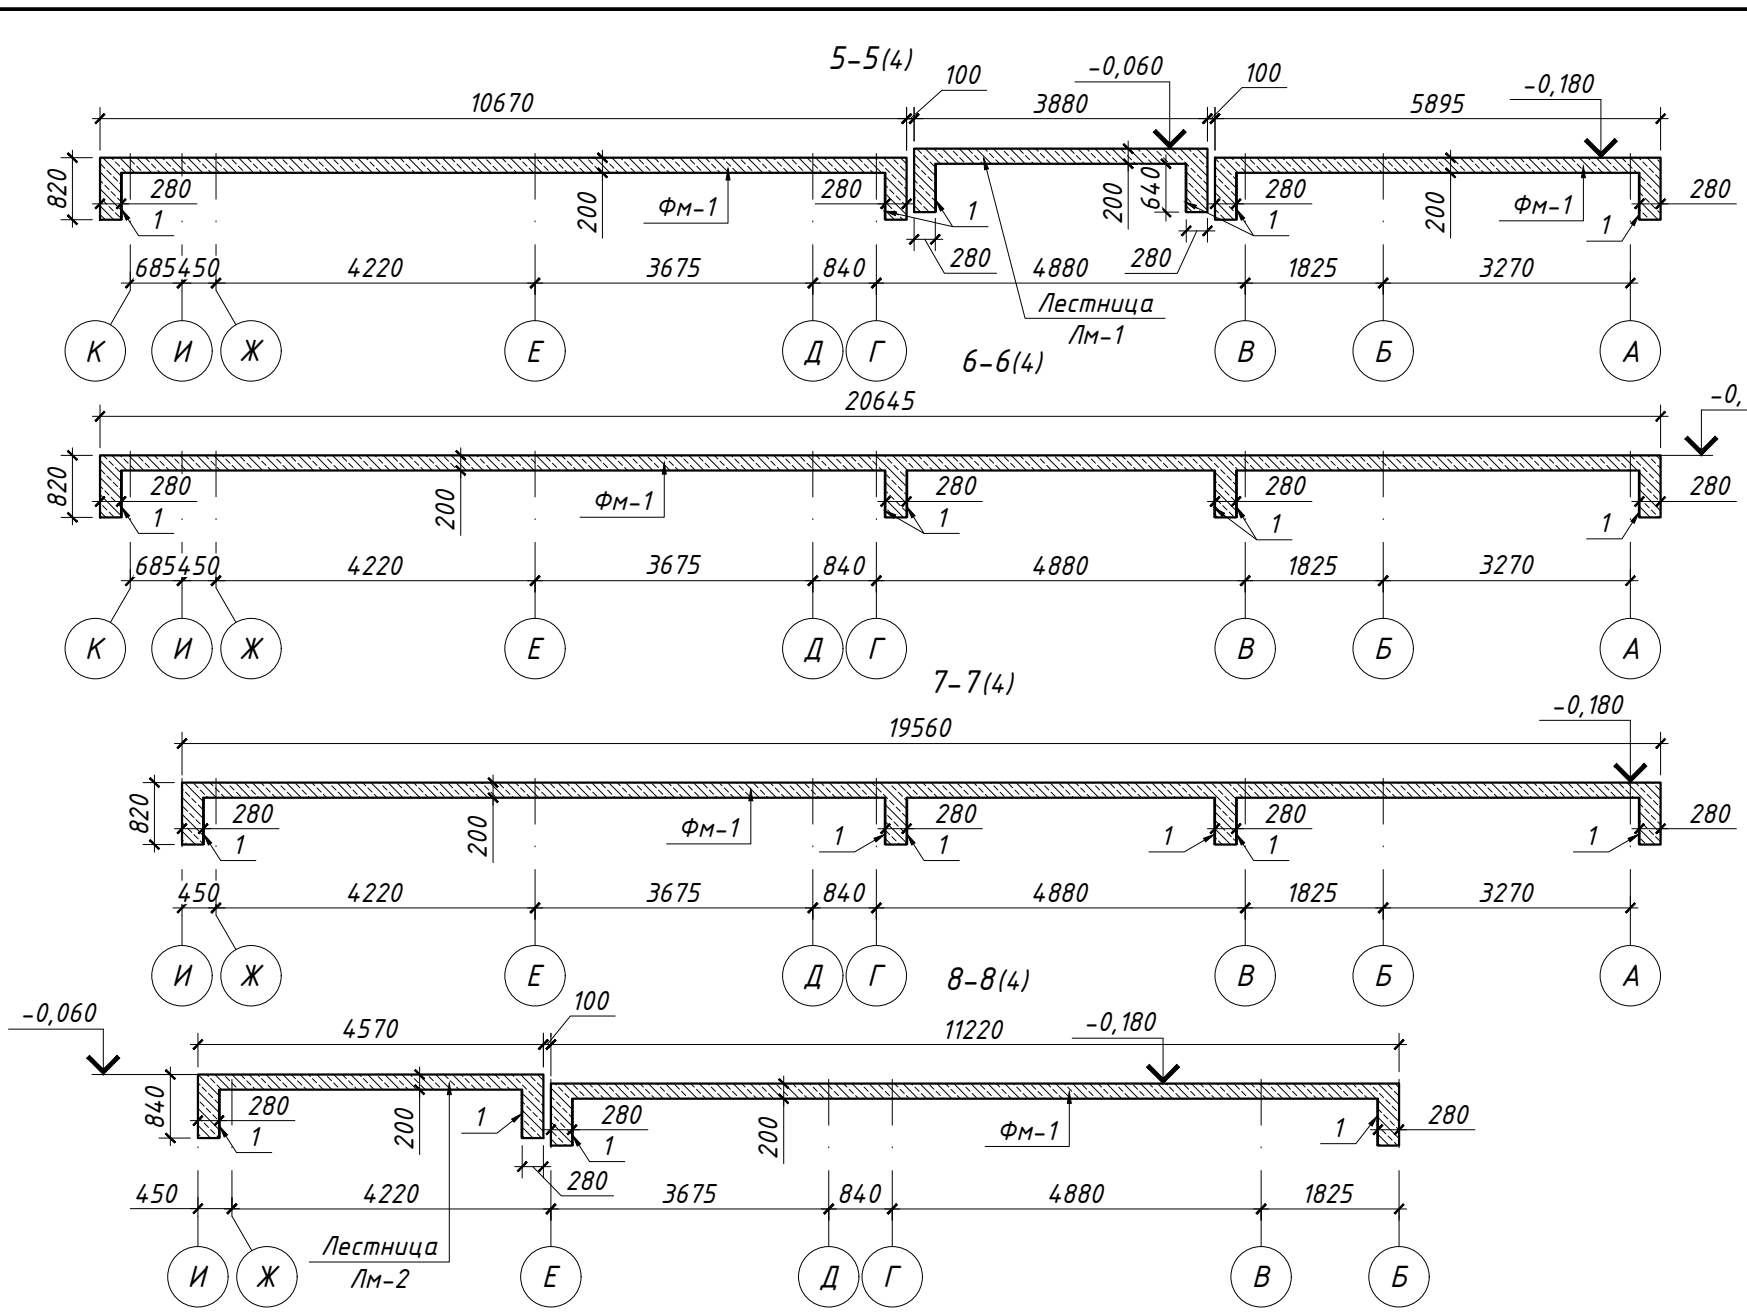 5-5(4)
10670 100 3880 -0,060 100 5895 -0,180
820 280 1 200 Фм-1 280 1 280 200 640 280 1 280 1 200 Фм-1 1 280
685 450 4220 3675 840 4880 1825 3270
Лестница
Лм-1
К И Ж Е Д Г В Б А
6-6(4)
20645 -0,
820 280 1 200 Фм-1 280 1 280 1 1 280
685 450 4220 3675 840 4880 1825 3270
К И Ж Е Д Г В Б А
7-7(4)
19560 -0,180
820 280 1 200 Фм-1 1 280 1 1 280 1 1 280
450 4220 3675 840 4880 1825 3270
И Ж Е Д Г В Б А
8-8(4)
-0,060 4570 100 11220 -0,180
840 280 1 200 1 280 280 1 200 Фм-1 1 280
450 4220 3675 840 4880 1825
Лестница
Лм-2
И Ж Е Д Г В Б